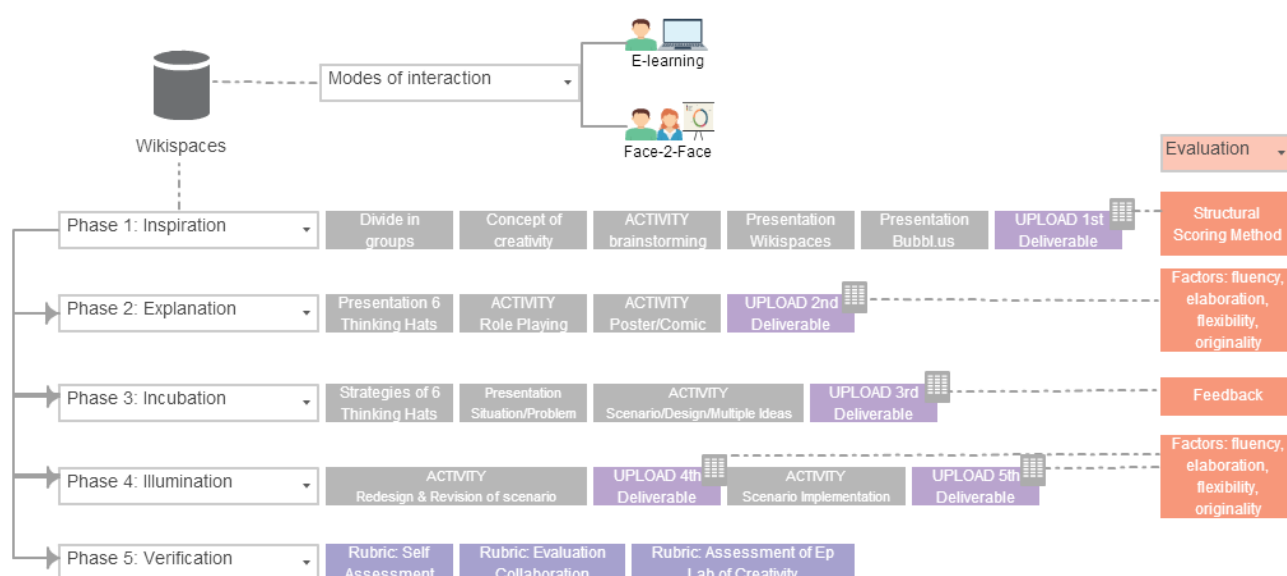 E-learning
Modes of interaction
Wikispaces
Face-2-Face
Evaluation
Phase 1: Inspiration
Divide in
groups
Concept of
creativity
ACTIVITY
brainstorming
Presentation
Wikispaces
Presentation
Bubbl.us
UPLOAD 1st
Deliverable
Structural
Scoring Method
Phase 2: Explanation
Presentation 6
Thinking Hats
ACTIVITY
Role Playing
ACTIVITY
Poster/Comic
UPLOAD 2nd
Deliverable
Factors: fluency,
elaboration,
flexibility,
originality
Phase 3: Incubation
Strategies of 6
Thinking Hats
Presentation
Situation/Problem
ACTIVITY
Scenario/Design/Multiple Ideas
UPLOAD 3rd
Deliverable
Feedback
Phase 4: Illumination
ACTIVITY
Redesign & Revision of scenario
UPLOAD 4th
Deliverable
ACTIVITY
Scenario Implementation
UPLOAD 5th
Deliverable
Factors: fluency,
elaboration,
flexibility,
originality
Phase 5: Verification
Rubric: Self
Assessment
Rubric: Evaluation
Collaboration
Rubric: Assessment of Ep
Lab of Creativity